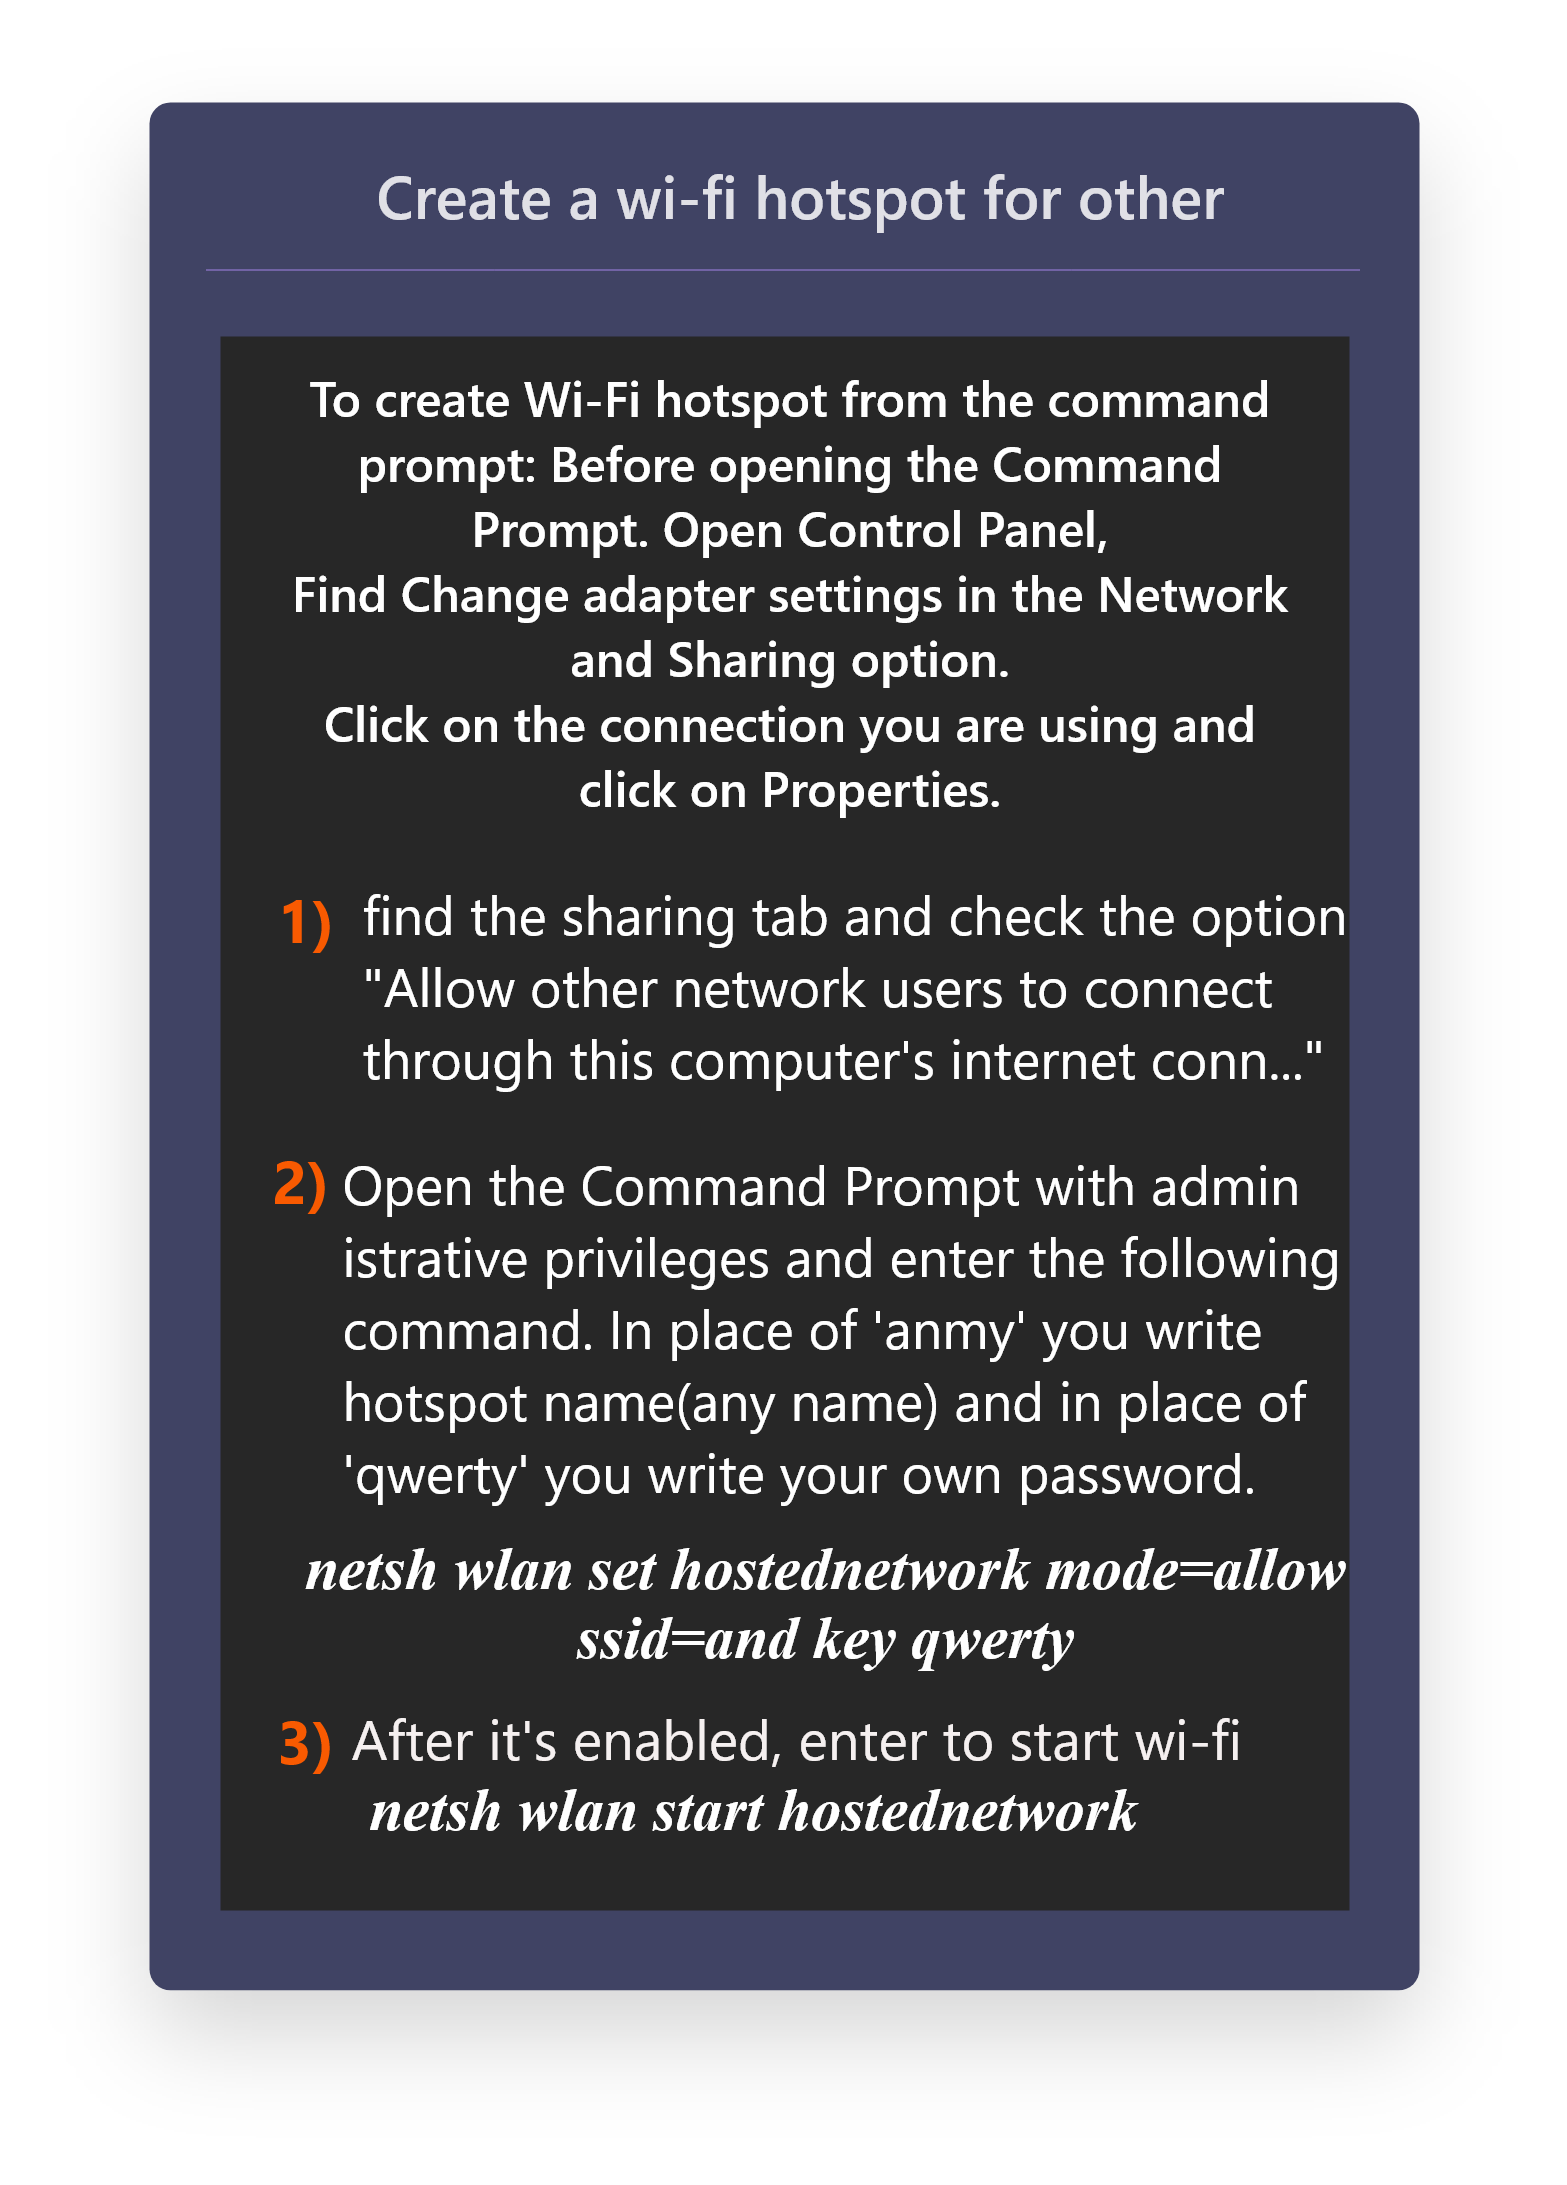 Create a wi-fi hotspot for other
To create Wi-Fi hotspot from the command
prompt: Before opening the Command
Prompt. Open Control Panel,
Find Change adapter settings in the Network
and Sharing option.
Click on the connection you are using and
click on Properties.
1) find the sharing tab and check the option
"Allow other network users to connect
through this computer's internet conn..."
2) Open the Command Prompt with admin
istrative privileges and enter the following
command. In place of 'anmy' you write
hotspot name(any name) and in place of
'qwerty' you write your own password.
netsh wlan set hostednetwork mode=allow
ssid=and key qwerty
3) After it's enabled, enter to start wi-fi
netsh wlan start hostednetwork